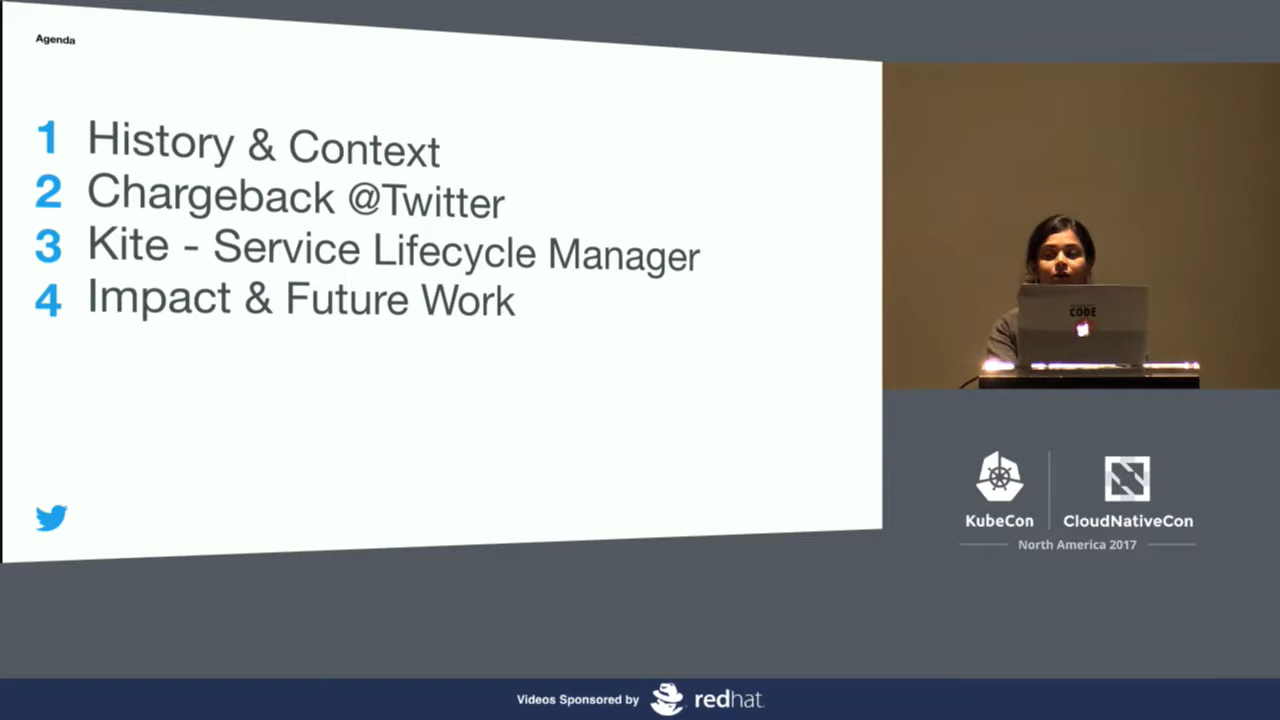 Agenda
1 History & Context
2 Chargeback @Twitter
3 Kite - Service Lifecycle Manager
4 Impact & Future Work
CODE
KubeCon
CloudNativeCon
North America 2017
Videos Sponsored by redhat.